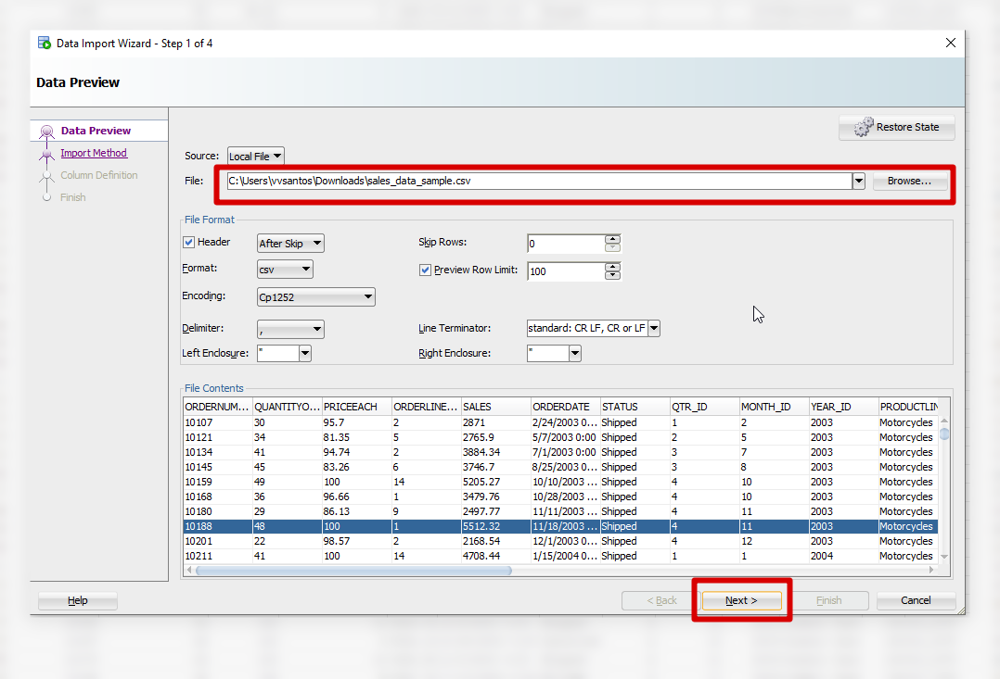 Data Import Wizard - Step 1 of 4
Data Preview
Data Preview
Import Method
Column Definition
Finish
Restore State
Source: Local File
File: C:\Users\vvsantos\Downloads\sales_data_sample.csv Browse...
File Format
Header After Skip Skip Rows: 0
Format: csv Preview Row Limit: 100
Encoding: Cp1252
Delimiter: , Line Terminator: standard: CR LF, CR or LF
Left Enclosure: " Right Enclosure: "
File Contents
ORDERNUM... QUANTITYO... PRICEEACH ORDERLINE... SALES ORDERDATE STATUS QTR_ID MONTH_ID YEAR_ID PRODUCTLIN
10107 30 95.7 2 2871 2/24/2003 0... Shipped 1 2 2003 Motorcycles
10121 34 81.35 5 2765.9 5/7/2003 0:00 Shipped 2 5 2003 Motorcycles
10134 41 94.74 2 3884.34 7/1/2003 0:00 Shipped 3 7 2003 Motorcycles
10145 45 83.26 6 3746.7 8/25/2003 0... Shipped 3 8 2003 Motorcycles
10159 49 100 14 5205.27 10/10/2003 ... Shipped 4 10 2003 Motorcycles
10168 36 96.66 1 3479.76 10/28/2003 ... Shipped 4 10 2003 Motorcycles
10180 29 86.13 9 2497.77 11/11/2003 ... Shipped 4 11 2003 Motorcycles
10188 48 100 1 5512.32 11/18/2003 ... Shipped 4 11 2003 Motorcycles
10201 22 98.57 2 2168.54 12/1/2003 0... Shipped 4 12 2003 Motorcycles
10211 41 100 14 4708.44 1/15/2004 0... Shipped 1 1 2004 Motorcycles
Help < Back Next > Finish Cancel